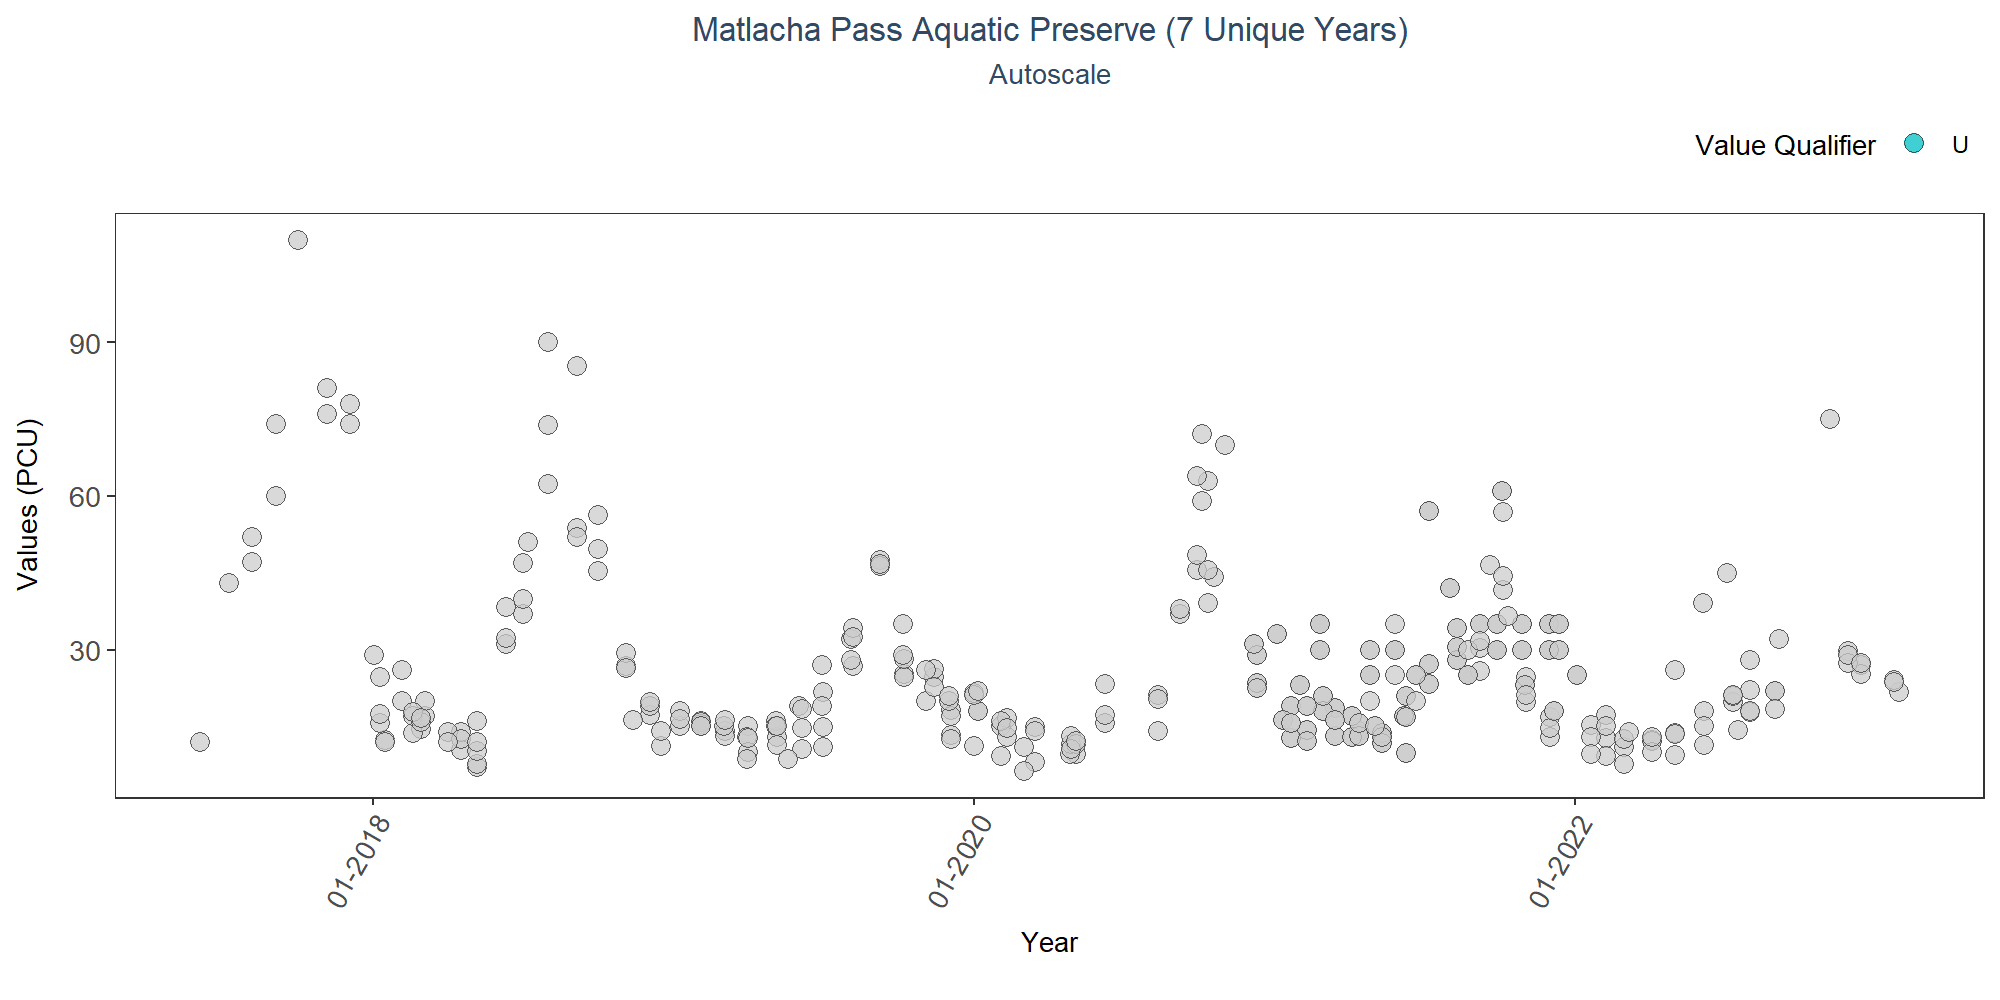 Matlacha Pass Aquatic Preserve (7 Unique Years)
Autoscale
Value Qualifier U
Values (PCU)
90
60
30
01-2018
01-2020
01-2022
Year